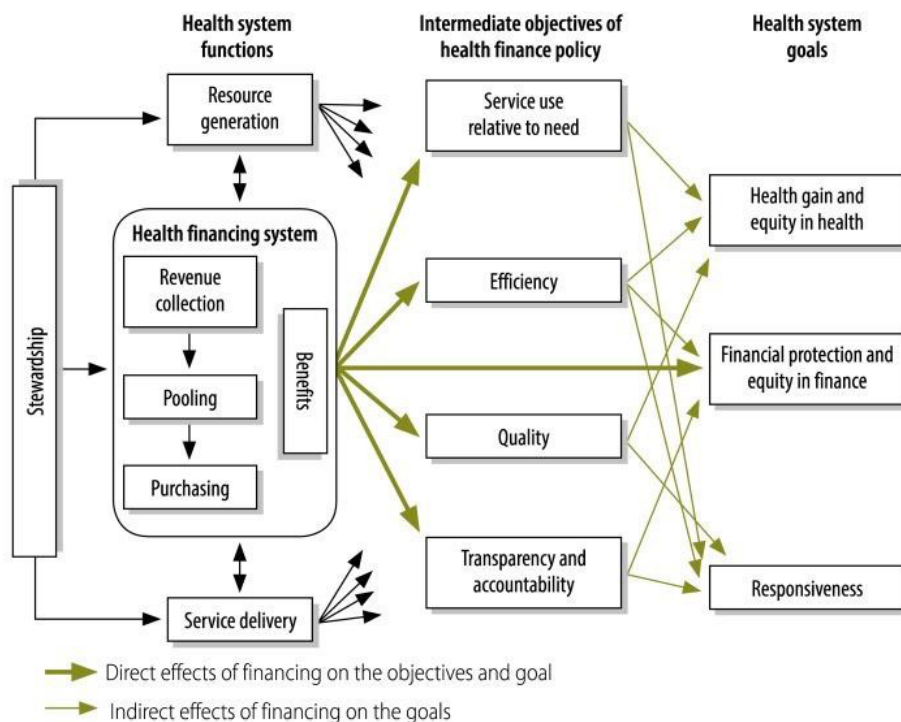 Health system
functions
Intermediate objectives of
health finance policy
Health system
goals
Stewardship
Resource
generation
Health financing system
Revenue
collection
Pooling
Purchasing
Benefits
Service delivery
Service use
relative to need
Efficiency
Quality
Transparency and
accountability
Health gain and
equity in health
Financial protection and
equity in finance
Responsiveness
Direct effects of financing on the objectives and goal
Indirect effects of financing on the goals